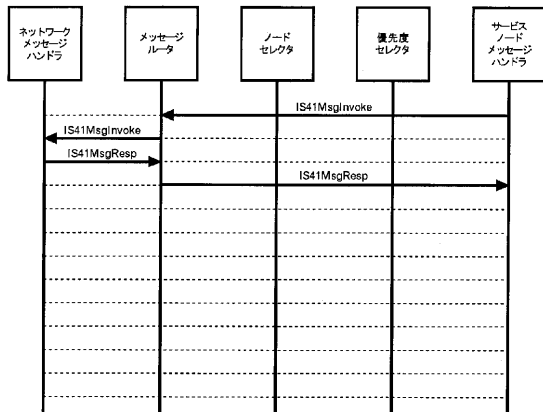 ネットワーク
メッセージ
ハンドラ
メッセージ
ルータ
ノード
セレクタ
優先度
セレクタ
サービス
ノード
メッセージ
ハンドラ
IS41MsgInvoke
IS41MsgInvoke
IS41MsgResp
IS41MsgResp